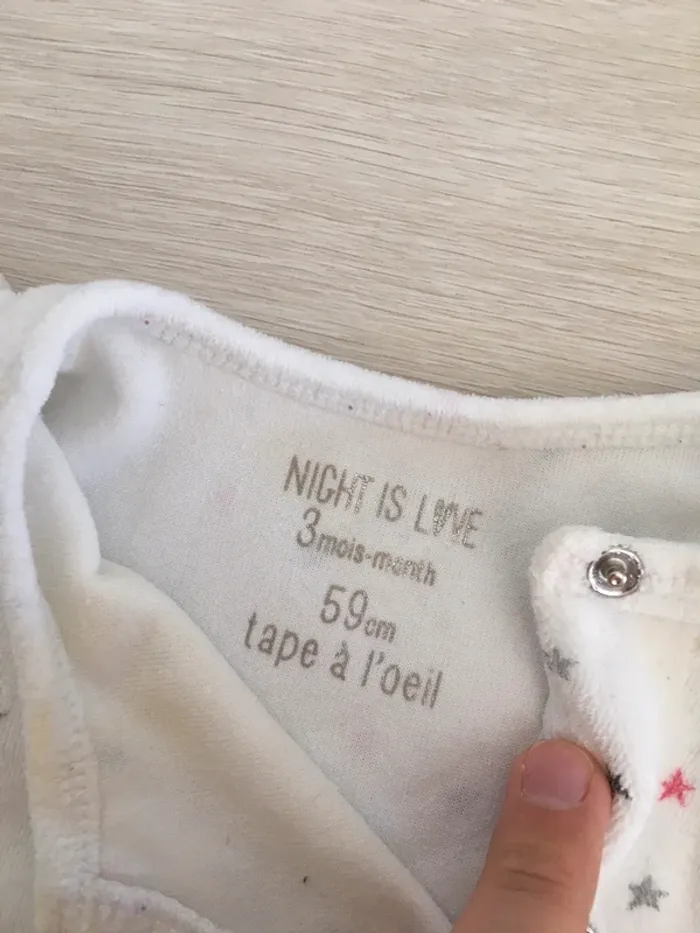 NIGHT IS LOVE
3mois-month
59cm
tape à l'oeil